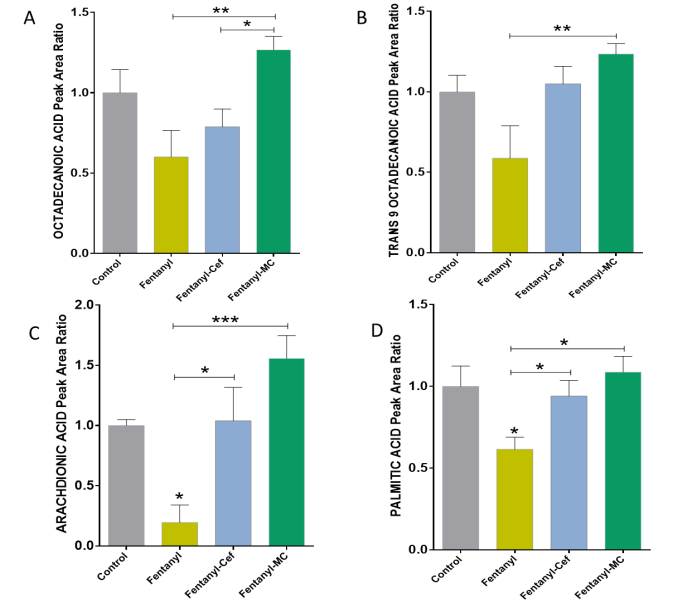 A
OCTADECANOIC ACID Peak Area Ratio
1.5
1.0
0.5
0.0
**
*
Control
Fentanyl
Fentanyl-Cef
Fentanyl-MC
B
TRANS 9 OCTADECANOIC ACID Peak Area Ratio
1.5
1.0
0.5
0.0
**
Control
Fentanyl
Fentanyl-Cef
Fentanyl-MC
C
ARACHDIONIC ACID Peak Area Ratio
2.0
1.5
1.0
0.5
0.0
***
*
*
Control
Fentanyl
Fentanyl-Cef
Fentanyl-MC
D
PALMITIC ACID Peak Area Ratio
1.5
1.0
0.5
0.0
*
*
*
Control
Fentanyl
Fentanyl-Cef
Fentanyl-MC